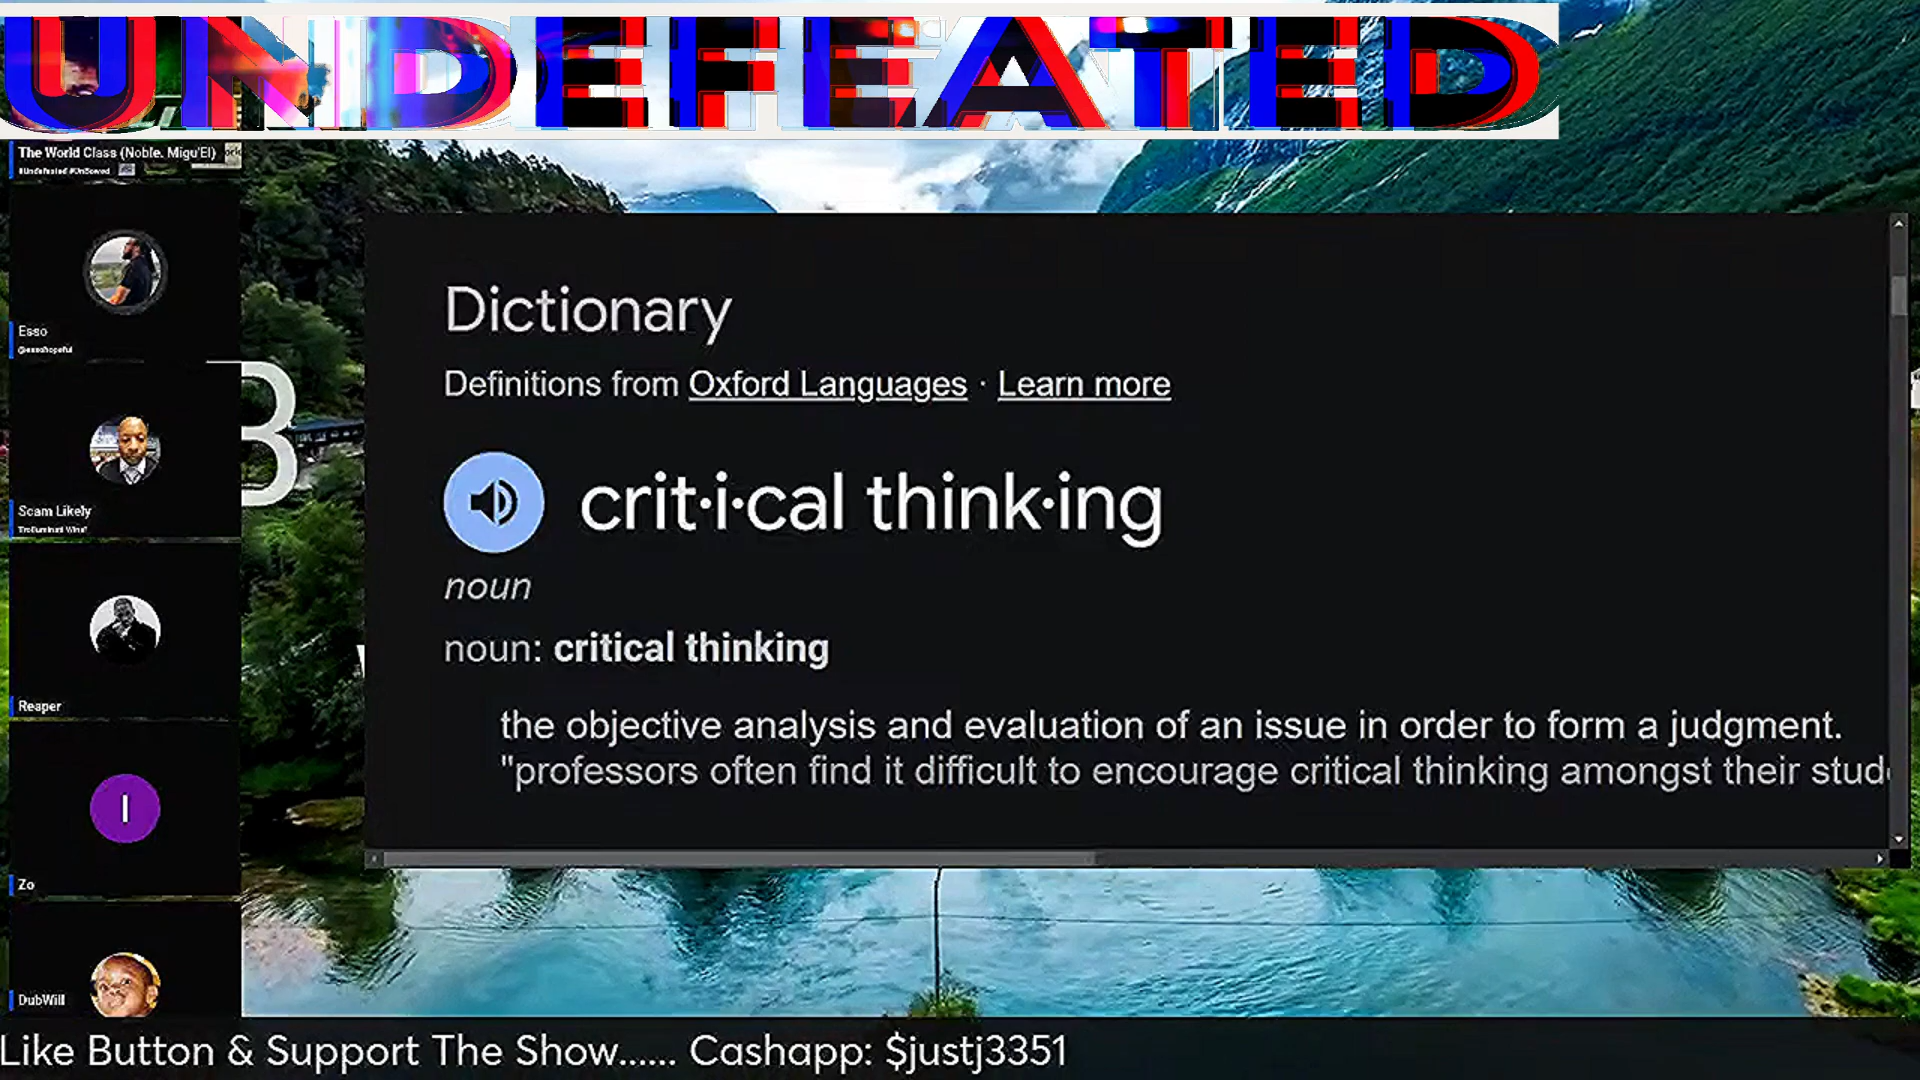 UNDEFEATED
The World Class (Noble. Migu'El)
#Undefeated #UnBowed
Esso
@essohopeful
Scam Likely
Reaper
I
Zo
DubWill
B
Dictionary
Definitions from Oxford Languages · Learn more
crit·i·cal think·ing
noun
noun: critical thinking
the objective analysis and evaluation of an issue in order to form a judgment.
"professors often find it difficult to encourage critical thinking amongst their stud
Like Button & Support The Show...... Cashapp: $justj3351